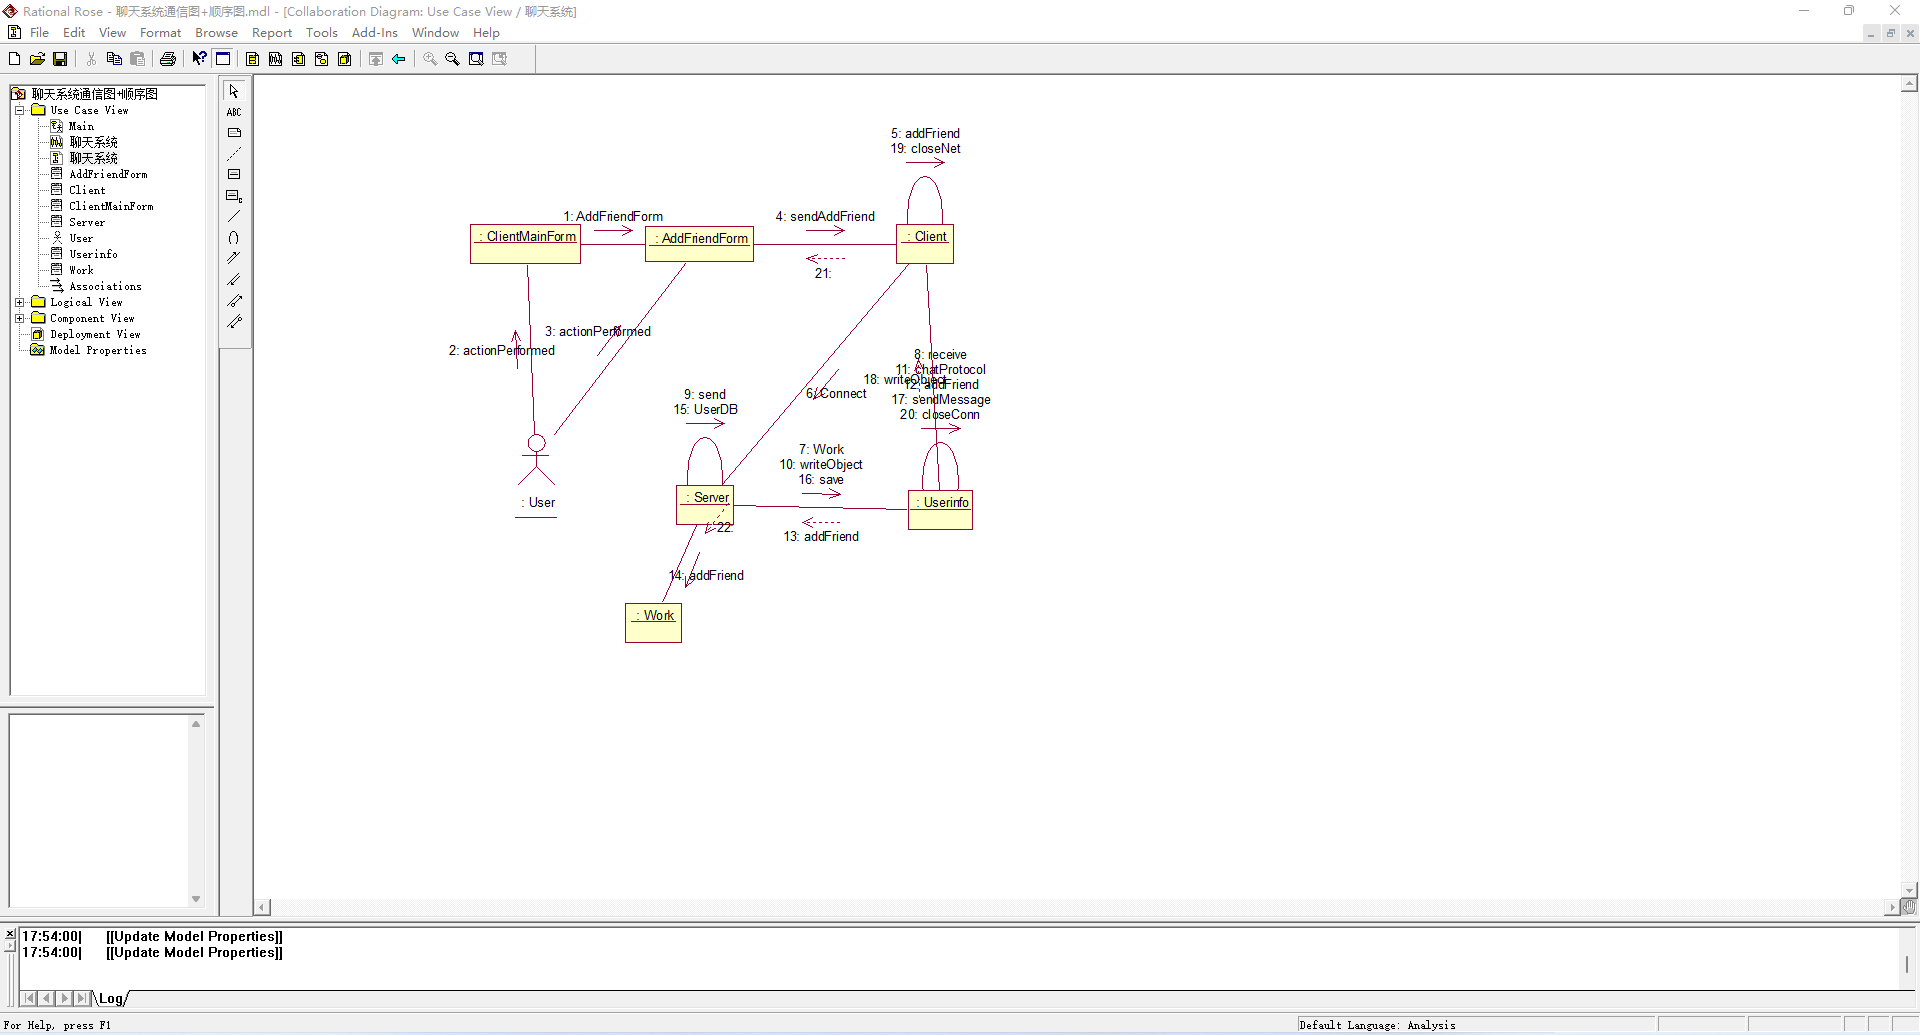 Rational Rose - 聊天系统通信图+顺序图.mdl - [Collaboration Diagram: Use Case View / 聊天系统]
File Edit View Format Browse Report Tools Add-Ins Window Help
聊天系统通信图+顺序图
Use Case View
Main
聊天系统
聊天系统
AddFriendForm
Client
ClientMainForm
Server
User
Userinfo
Work
Associations
Logical View
Component View
Deployment View
Model Properties
ABC
5: addFriend
19: closeNet
1: AddFriendForm
4: sendAddFriend
: ClientMainForm
: AddFriendForm
: Client
21:
3: actionPerformed
2: actionPerformed
8: receive
11: chatProtocol
18: writeObject
12: addFriend
6: Connect
17: sendMessage
20: closeConn
9: send
15: UserDB
7: Work
10: writeObject
16: save
: User
: Server
: Userinfo
22:
13: addFriend
14: addFriend
: Work
17:54:00| [[Update Model Properties]]
17:54:00| [[Update Model Properties]]
Log
For Help, press F1
Default Language: Analysis